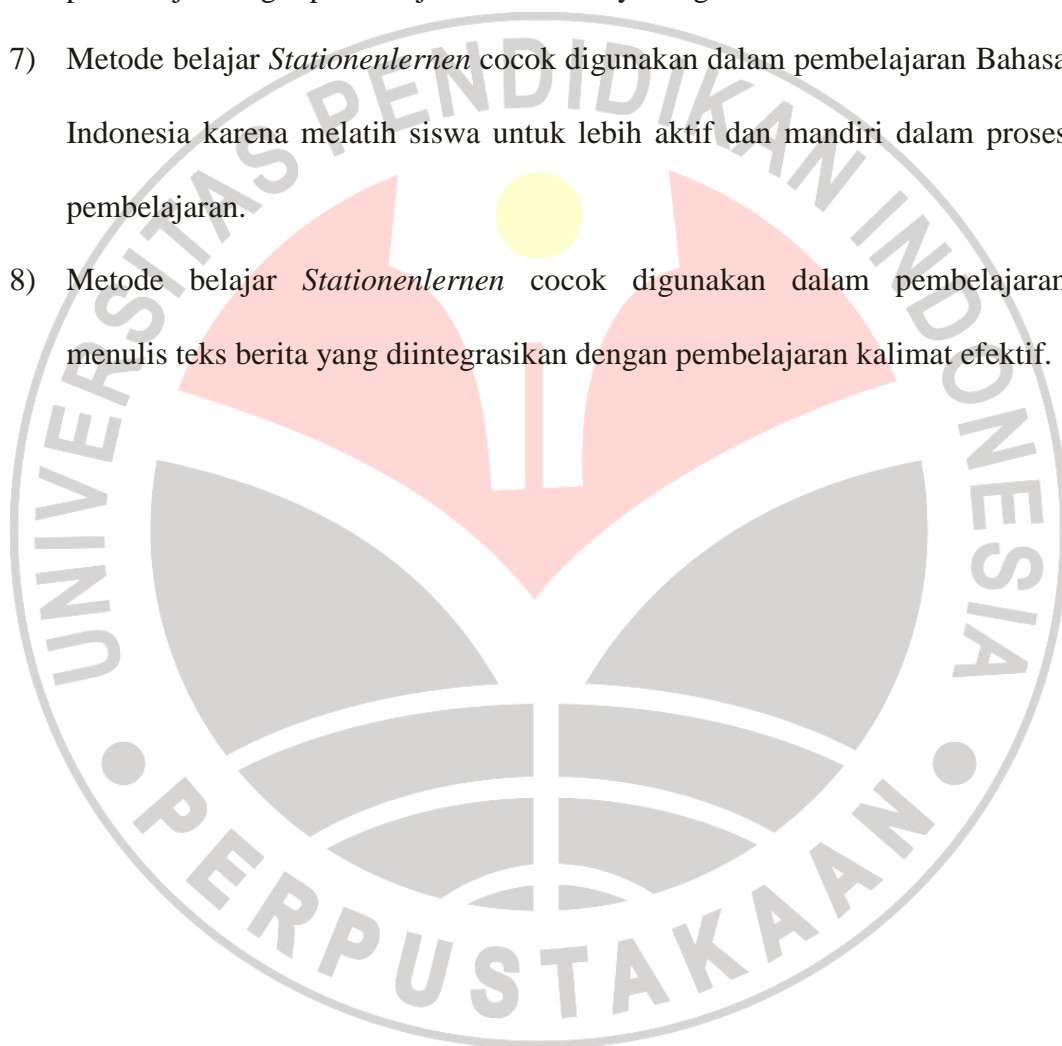 7) Metode belajar Stationenlernen cocok digunakan dalam pembelajaran Bahasa
Indonesia karena melatih siswa untuk lebih aktif dan mandiri dalam proses
pembelajaran.
8) Metode belajar Stationenlernen cocok digunakan dalam pembelajaran
menulis teks berita yang diintegrasikan dengan pembelajaran kalimat efektif.
UNIVERSITAS PENDIDIKAN INDONESIA
PERPUSTAKAAN